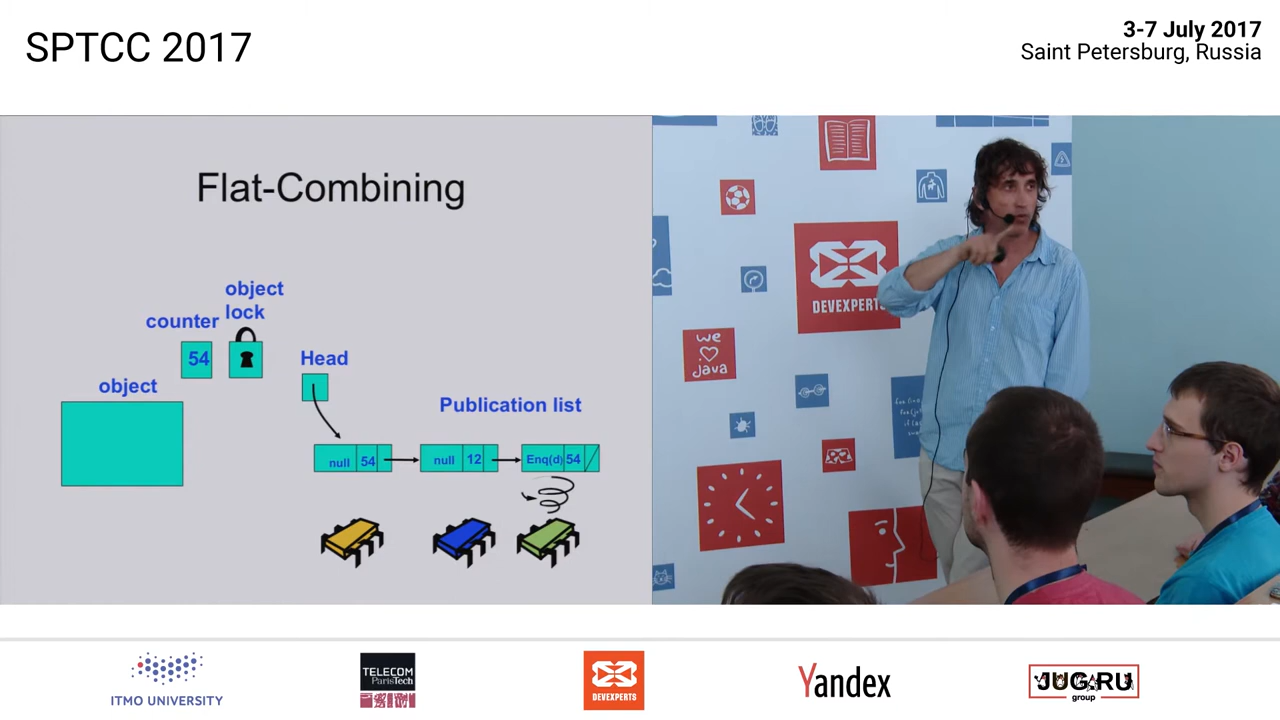 SPTCC 2017
3-7 July 2017
Saint Petersburg, Russia
Flat-Combining
object
lock
counter
54
Head
object
Publication list
null 54
null 12
Enq(d) 54
DEVEXPERTS
we
java
ITMO UNIVERSITY
TELECOM
ParisTech
DEVEXPERTS
Yandex
JUG.RU
group